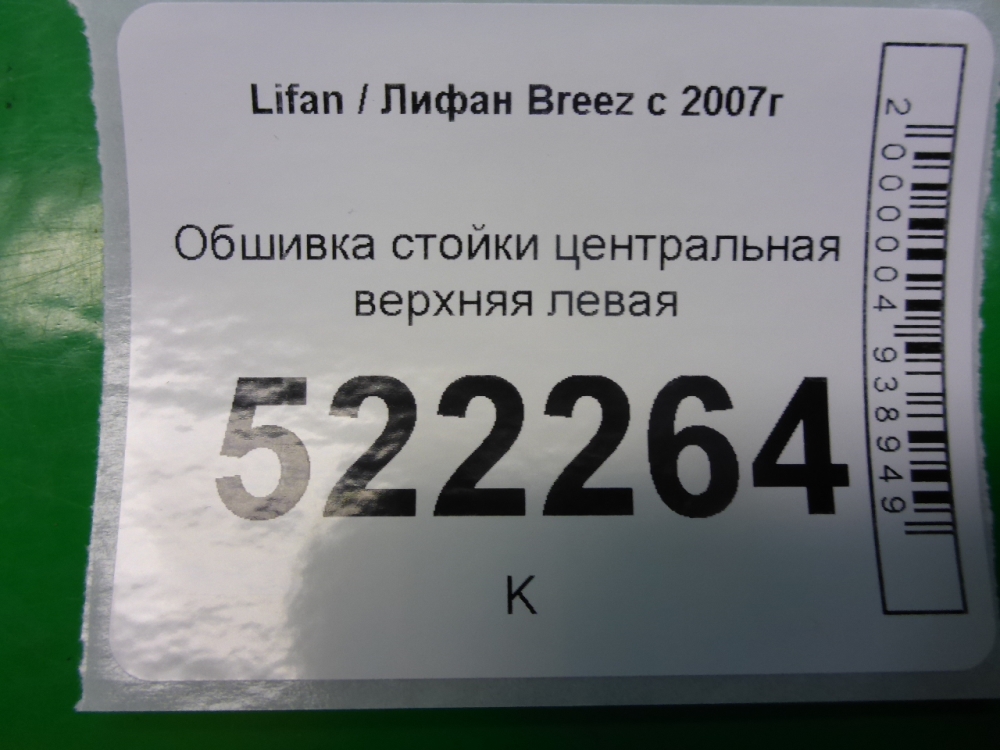 Lifan / Лифан Breez с 2007г
Обшивка стойки центральная
верхняя левая
522264
К
2000004938949